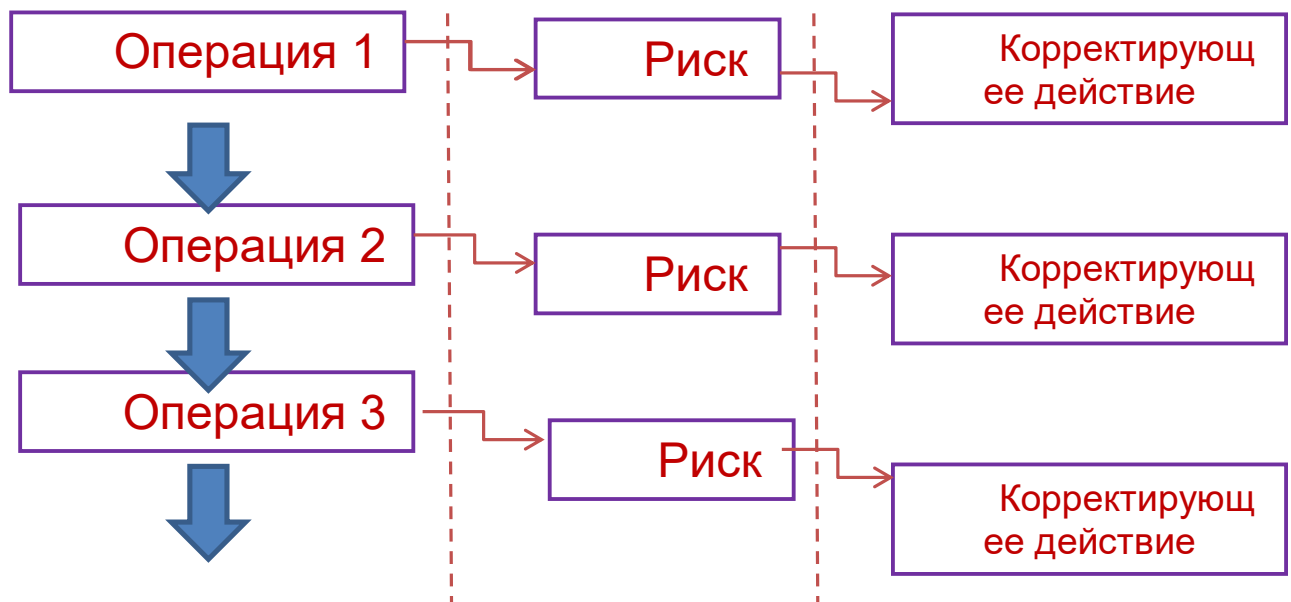 Операция 1
Риск
Корректирующ
ее действие
Операция 2
Риск
Корректирующ
ее действие
Операция 3
Риск
Корректирующ
ее действие